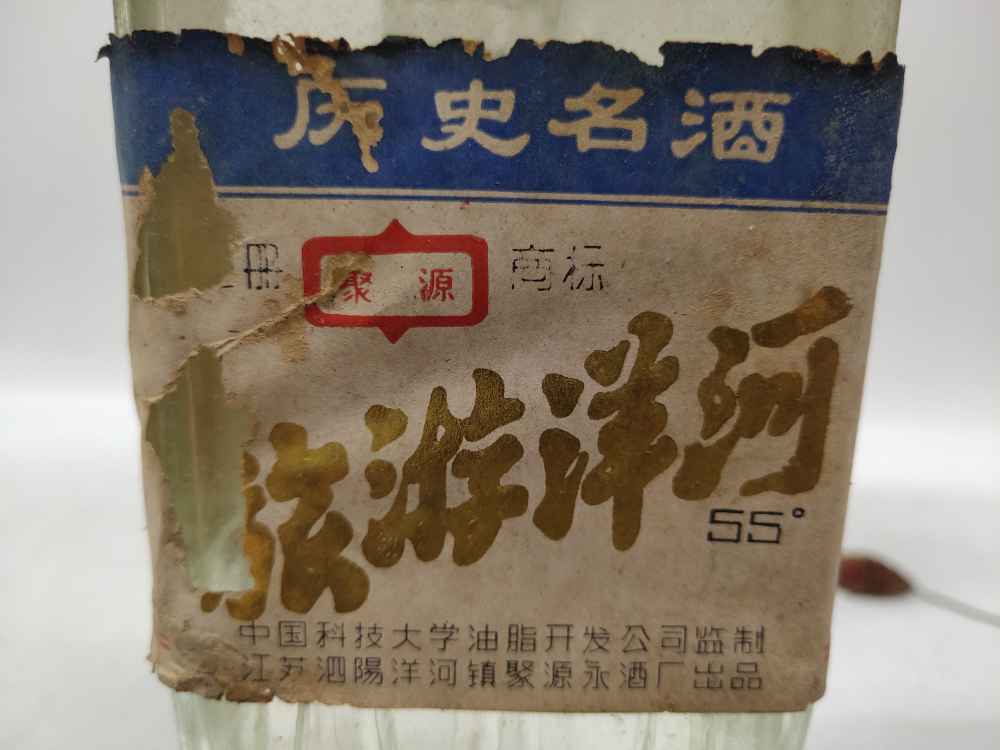 历史名酒
册 聚源 商标
旅游洋河
55°
中国科技大学油脂开发公司监制
江苏泗陽洋河镇聚源永酒厂出品